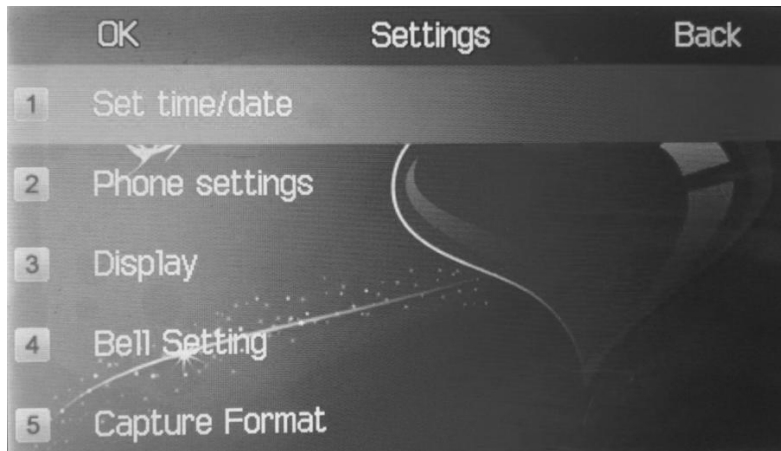 OK Settings Back
1 Set time/date
2 Phone settings
3 Display
4 Bell Setting
5 Capture Format